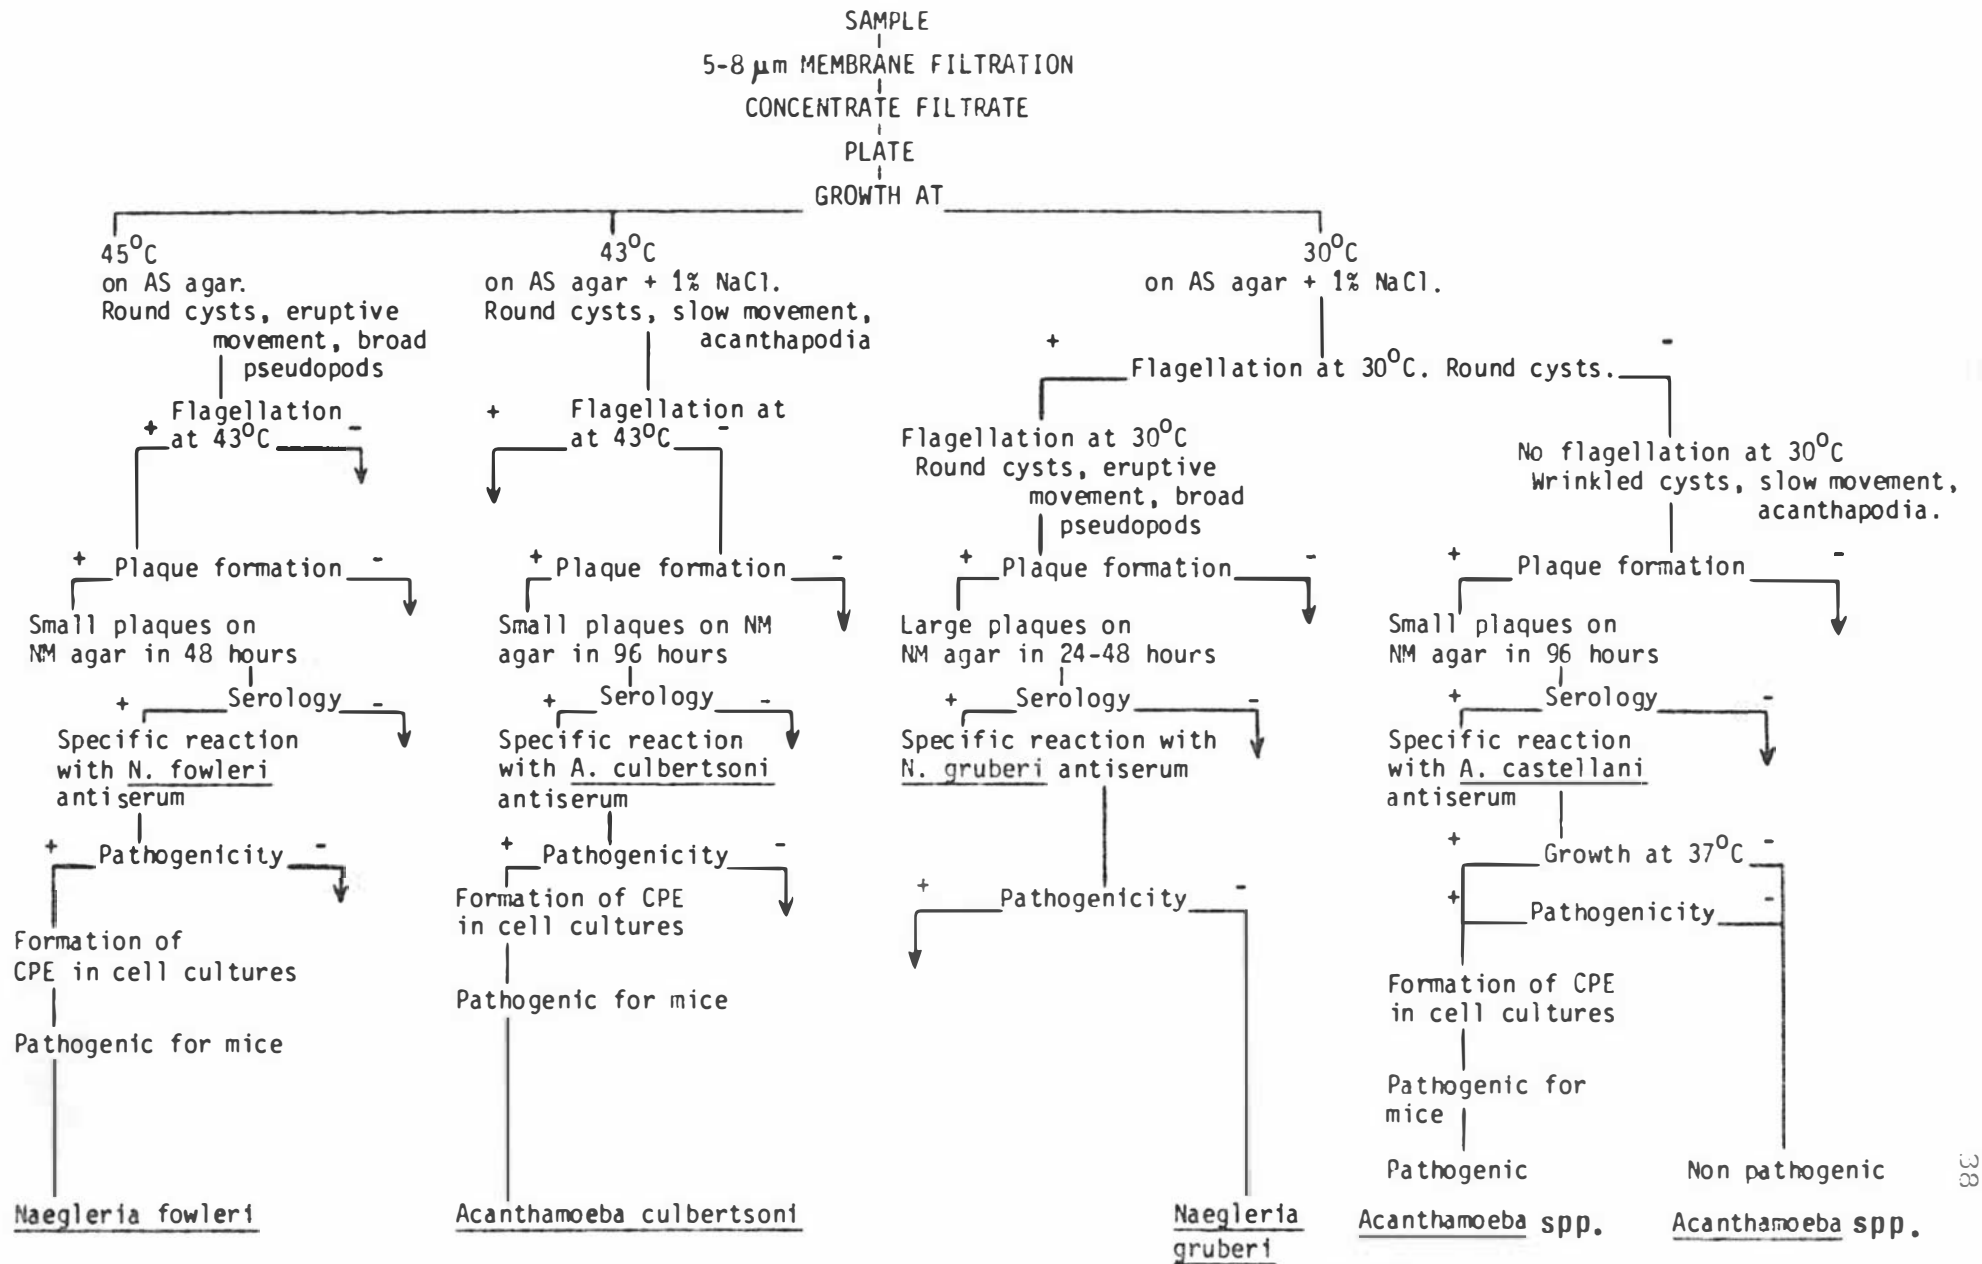 SAMPLE
5-8 μm MEMBRANE FILTRATION
CONCENTRATE FILTRATE
PLATE
GROWTH AT
45°C
on AS agar.
Round cysts, eruptive
movement, broad
pseudopods
Flagellation
+ at 43°C -
+ Plaque formation -
Small plaques on
NM agar in 48 hours
+ Serology -
Specific reaction
with N. fowleri
antiserum
+ Pathogenicity -
Formation of
CPE in cell cultures
Pathogenic for mice
Naegleria fowleri
43°C
on AS agar + 1% NaCl.
Round cysts, slow movement,
acanthapodia
+ Flagellation at
at 43°C -
+ Plaque formation -
Small plaques on NM
agar in 96 hours
+ Serology -
Specific reaction
with A. culbertsoni
antiserum
+ Pathogenicity -
Formation of CPE
in cell cultures
Pathogenic for mice
Acanthamoeba culbertsoni
30°C
on AS agar + 1% NaCl.
+ -
Flagellation at 30°C. Round cysts.
Flagellation at 30°C
Round cysts, eruptive
movement, broad
pseudopods
+ Plaque formation -
Large plaques on
NM agar in 24-48 hours
+ Serology -
Specific reaction with
N. gruberi antiserum
+ Pathogenicity -
Naegleria
gruberi
No flagellation at 30°C
Wrinkled cysts, slow movement,
acanthapodia.
+ Plaque formation -
Small plaques on
NM agar in 96 hours
+ Serology -
Specific reaction
with A. castellani
antiserum
+ Growth at 37°C -
+ Pathogenicity -
Formation of CPE
in cell cultures
Pathogenic for
mice
Pathogenic
Acanthamoeba spp.
Non pathogenic
Acanthamoeba spp.
38